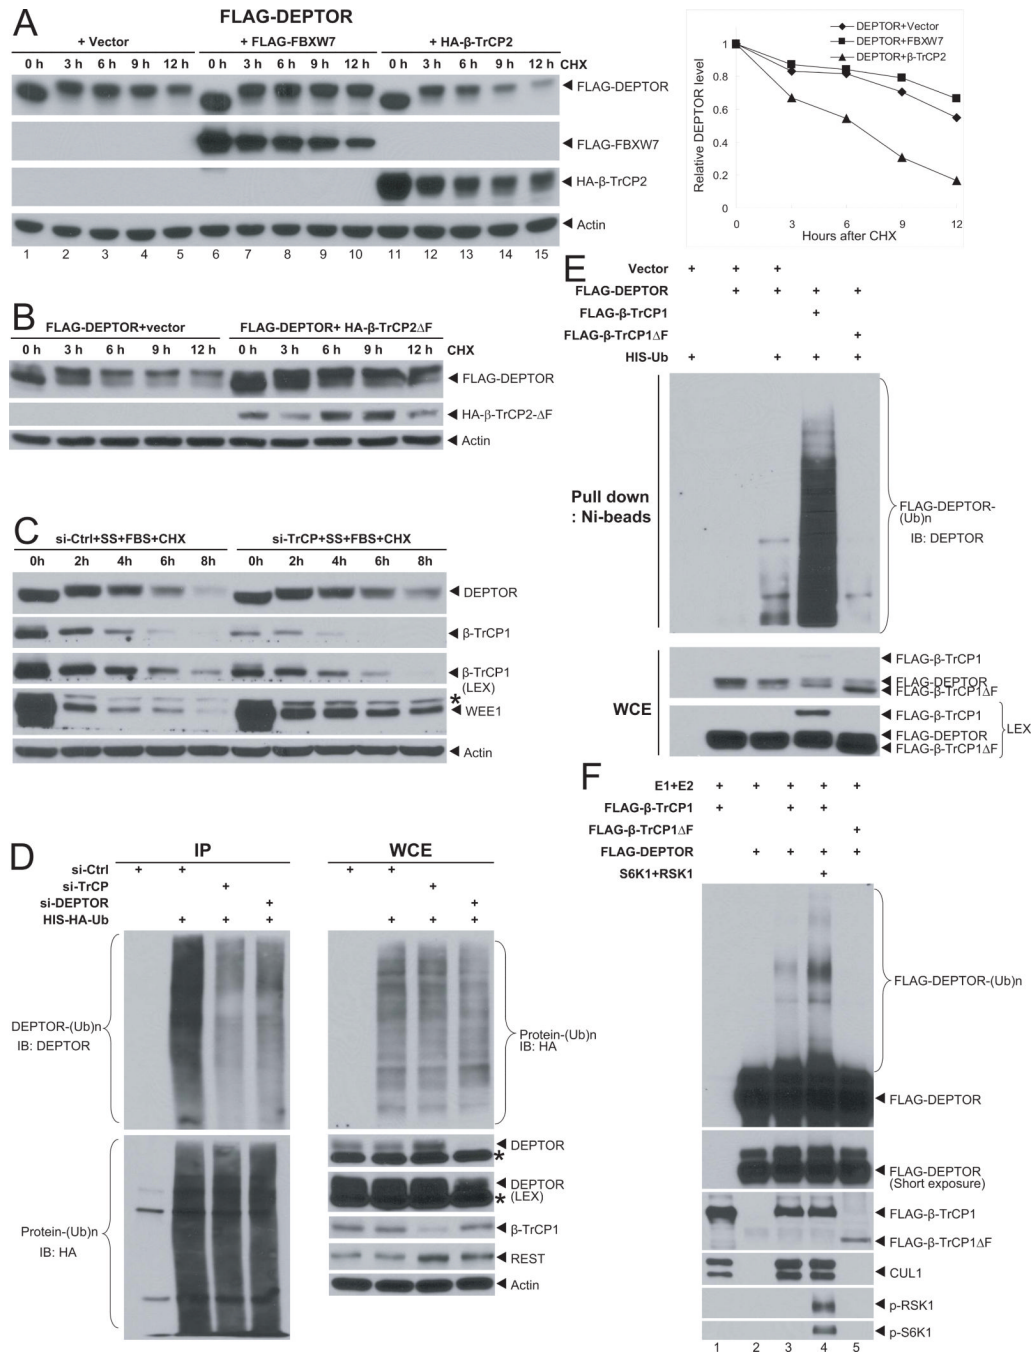 A
FLAG-DEPTOR
+ Vector + FLAG-FBXW7 + HA-β-TrCP2
0 h 3 h 6 h 9 h 12 h 0 h 3 h 6 h 9 h 12 h 0 h 3 h 6 h 9 h 12 h CHX
FLAG-DEPTOR
FLAG-FBXW7
HA-β-TrCP2
Actin
1 2 3 4 5 6 7 8 9 10 11 12 13 14 15
DEPTOR+Vector
DEPTOR+FBXW7
DEPTOR+β-TrCP2
Relative DEPTOR level
1
0.8
0.6
0.4
0.2
0
0 3 6 9 12
Hours after CHX
B
FLAG-DEPTOR+vector FLAG-DEPTOR+ HA-β-TrCP2ΔF
0 h 3 h 6 h 9 h 12 h 0 h 3 h 6 h 9 h 12 h CHX
FLAG-DEPTOR
HA-β-TrCP2-ΔF
Actin
C
si-Ctrl+SS+FBS+CHX si-TrCP+SS+FBS+CHX
0h 2h 4h 6h 8h 0h 2h 4h 6h 8h
DEPTOR
β-TrCP1
β-TrCP1
(LEX)
*
WEE1
Actin
D
IP WCE
si-Ctrl + + + +
si-TrCP + +
si-DEPTOR + +
HIS-HA-Ub + + + + + +
DEPTOR-(Ub)n
IB: DEPTOR
Protein-(Ub)n
IB: HA
Protein-(Ub)n
IB: HA
DEPTOR
*
DEPTOR
(LEX)
*
β-TrCP1
REST
Actin
E
Vector + + +
FLAG-DEPTOR + + + +
FLAG-β-TrCP1 +
FLAG-β-TrCP1ΔF +
HIS-Ub + + + +
Pull down
: Ni-beads
FLAG-DEPTOR-
(Ub)n
IB: DEPTOR
WCE
FLAG-β-TrCP1
FLAG-DEPTOR
FLAG-β-TrCP1ΔF
FLAG-β-TrCP1
FLAG-DEPTOR
FLAG-β-TrCP1ΔF
LEX
F
E1+E2 + + + + +
FLAG-β-TrCP1 + + +
FLAG-β-TrCP1ΔF +
FLAG-DEPTOR + + + +
S6K1+RSK1 +
FLAG-DEPTOR-(Ub)n
FLAG-DEPTOR
FLAG-DEPTOR
(Short exposure)
FLAG-β-TrCP1
FLAG-β-TrCP1ΔF
CUL1
p-RSK1
p-S6K1
1 2 3 4 5